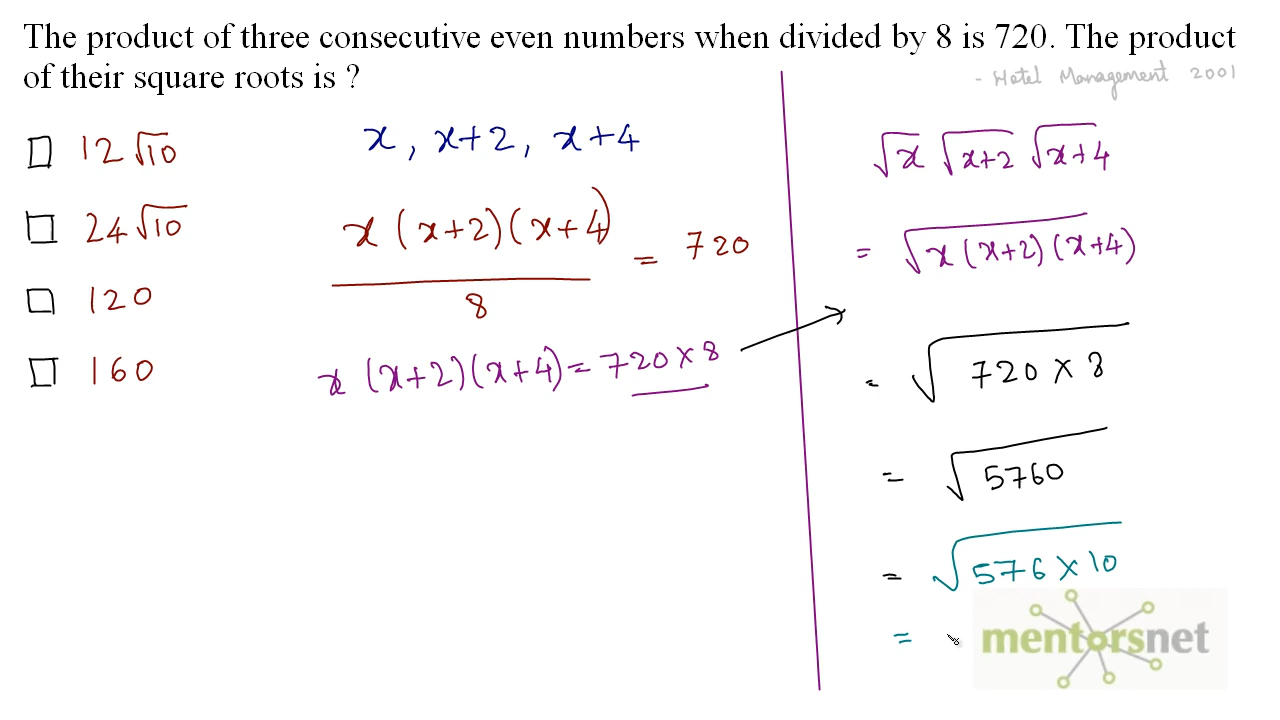 The product of three consecutive even numbers when divided by 8 is 720. The product
of their square roots is ?
- Hotel Management 2001
□ 12√10
□ 24√10
□ 120
□ 160
x, x+2, x+4
x(x+2)(x+4)
= 720
8
x(x+2)(x+4) = 720×8
√x √x+2 √x+4
= √x(x+2)(x+4)
= √720×8
= √5760
= √576×10
=
mentorsnet